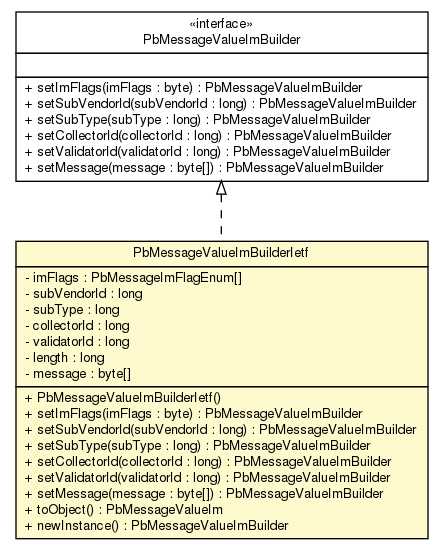 «interface»
PbMessageValueImBuilder
+ setImFlags(imFlags : byte) : PbMessageValueImBuilder
+ setSubVendorId(subVendorId : long) : PbMessageValueImBuilder
+ setSubType(subType : long) : PbMessageValueImBuilder
+ setCollectorId(collectorId : long) : PbMessageValueImBuilder
+ setValidatorId(validatorId : long) : PbMessageValueImBuilder
+ setMessage(message : byte[]) : PbMessageValueImBuilder
PbMessageValueImBuilderIetf
- imFlags : PbMessageImFlagEnum[]
- subVendorId : long
- subType : long
- collectorId : long
- validatorId : long
- length : long
- message : byte[]
+ PbMessageValueImBuilderIetf()
+ setImFlags(imFlags : byte) : PbMessageValueImBuilder
+ setSubVendorId(subVendorId : long) : PbMessageValueImBuilder
+ setSubType(subType : long) : PbMessageValueImBuilder
+ setCollectorId(collectorId : long) : PbMessageValueImBuilder
+ setValidatorId(validatorId : long) : PbMessageValueImBuilder
+ setMessage(message : byte[]) : PbMessageValueImBuilder
+ toObject() : PbMessageValueIm
+ newInstance() : PbMessageValueImBuilder